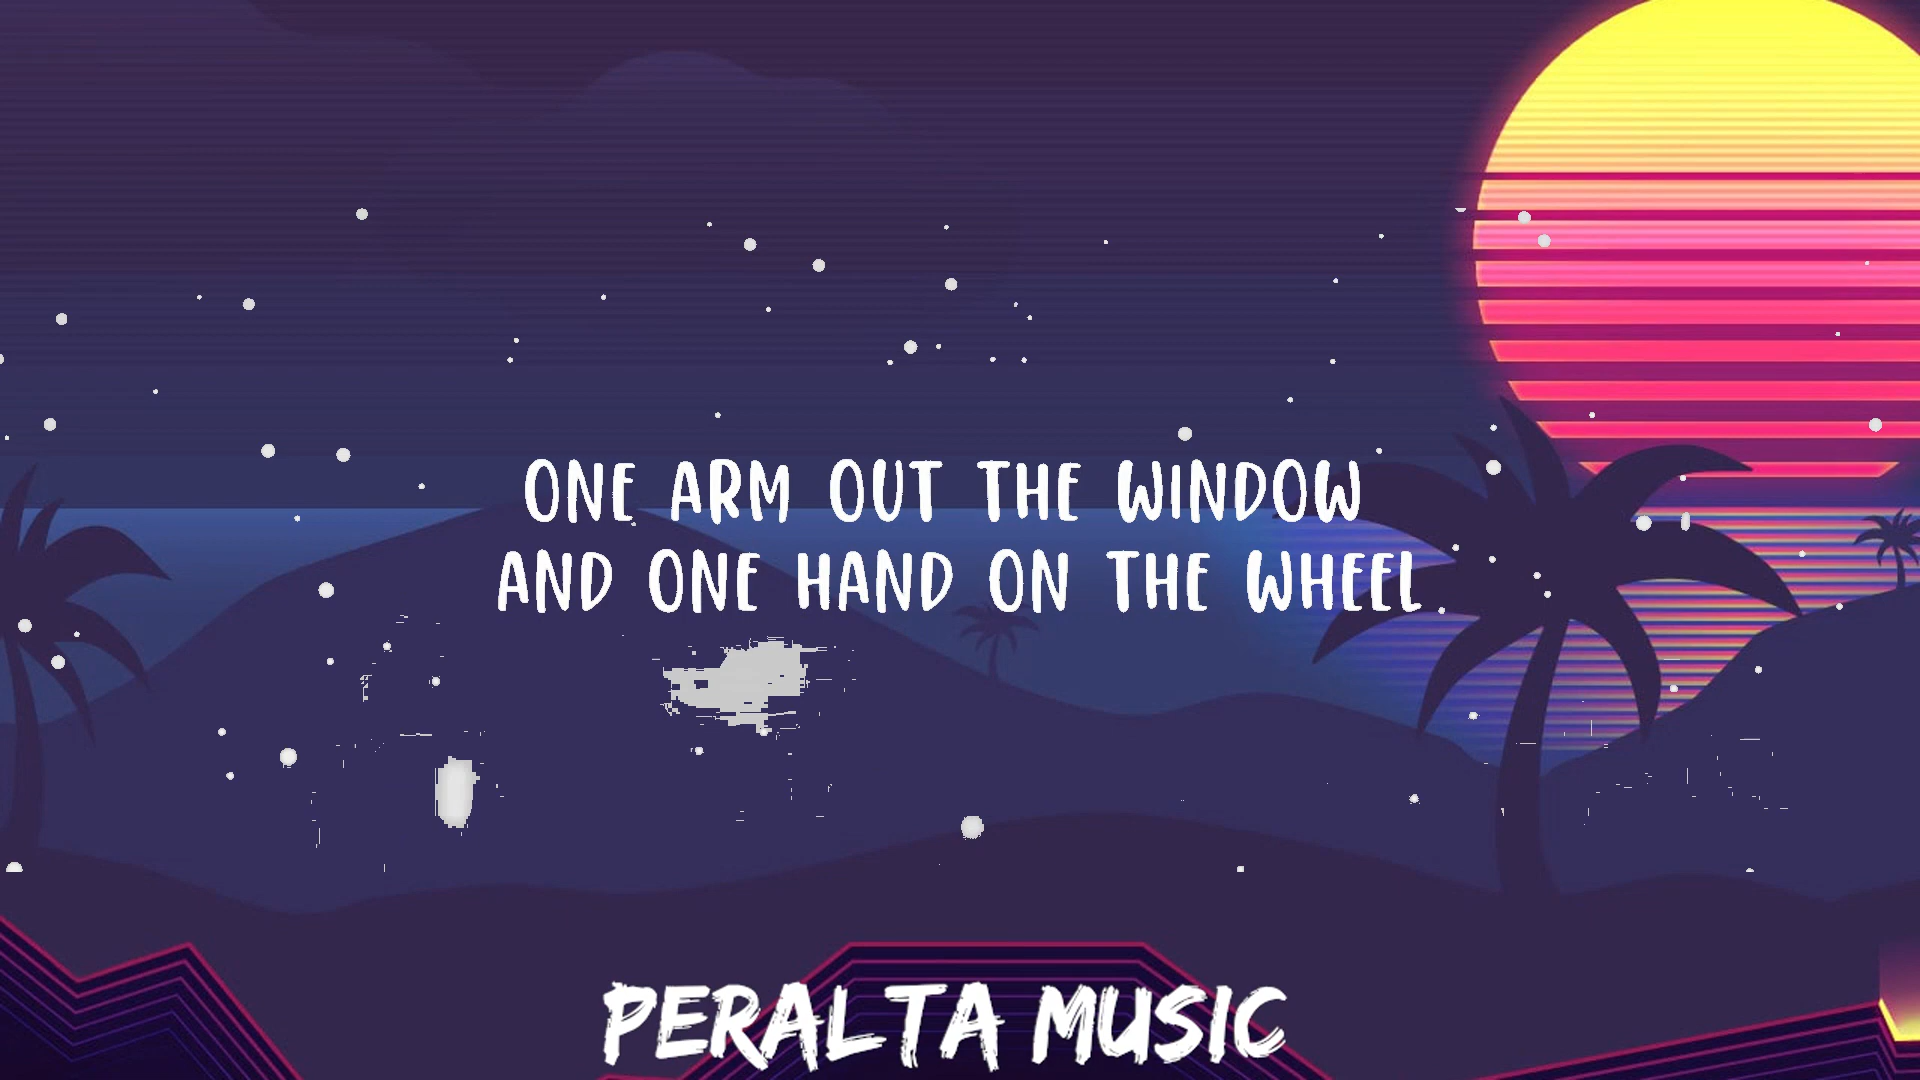 ONE ARM OUT THE WINDOW
AND ONE HAND ON THE WHEEL
PERALTA MUSIC